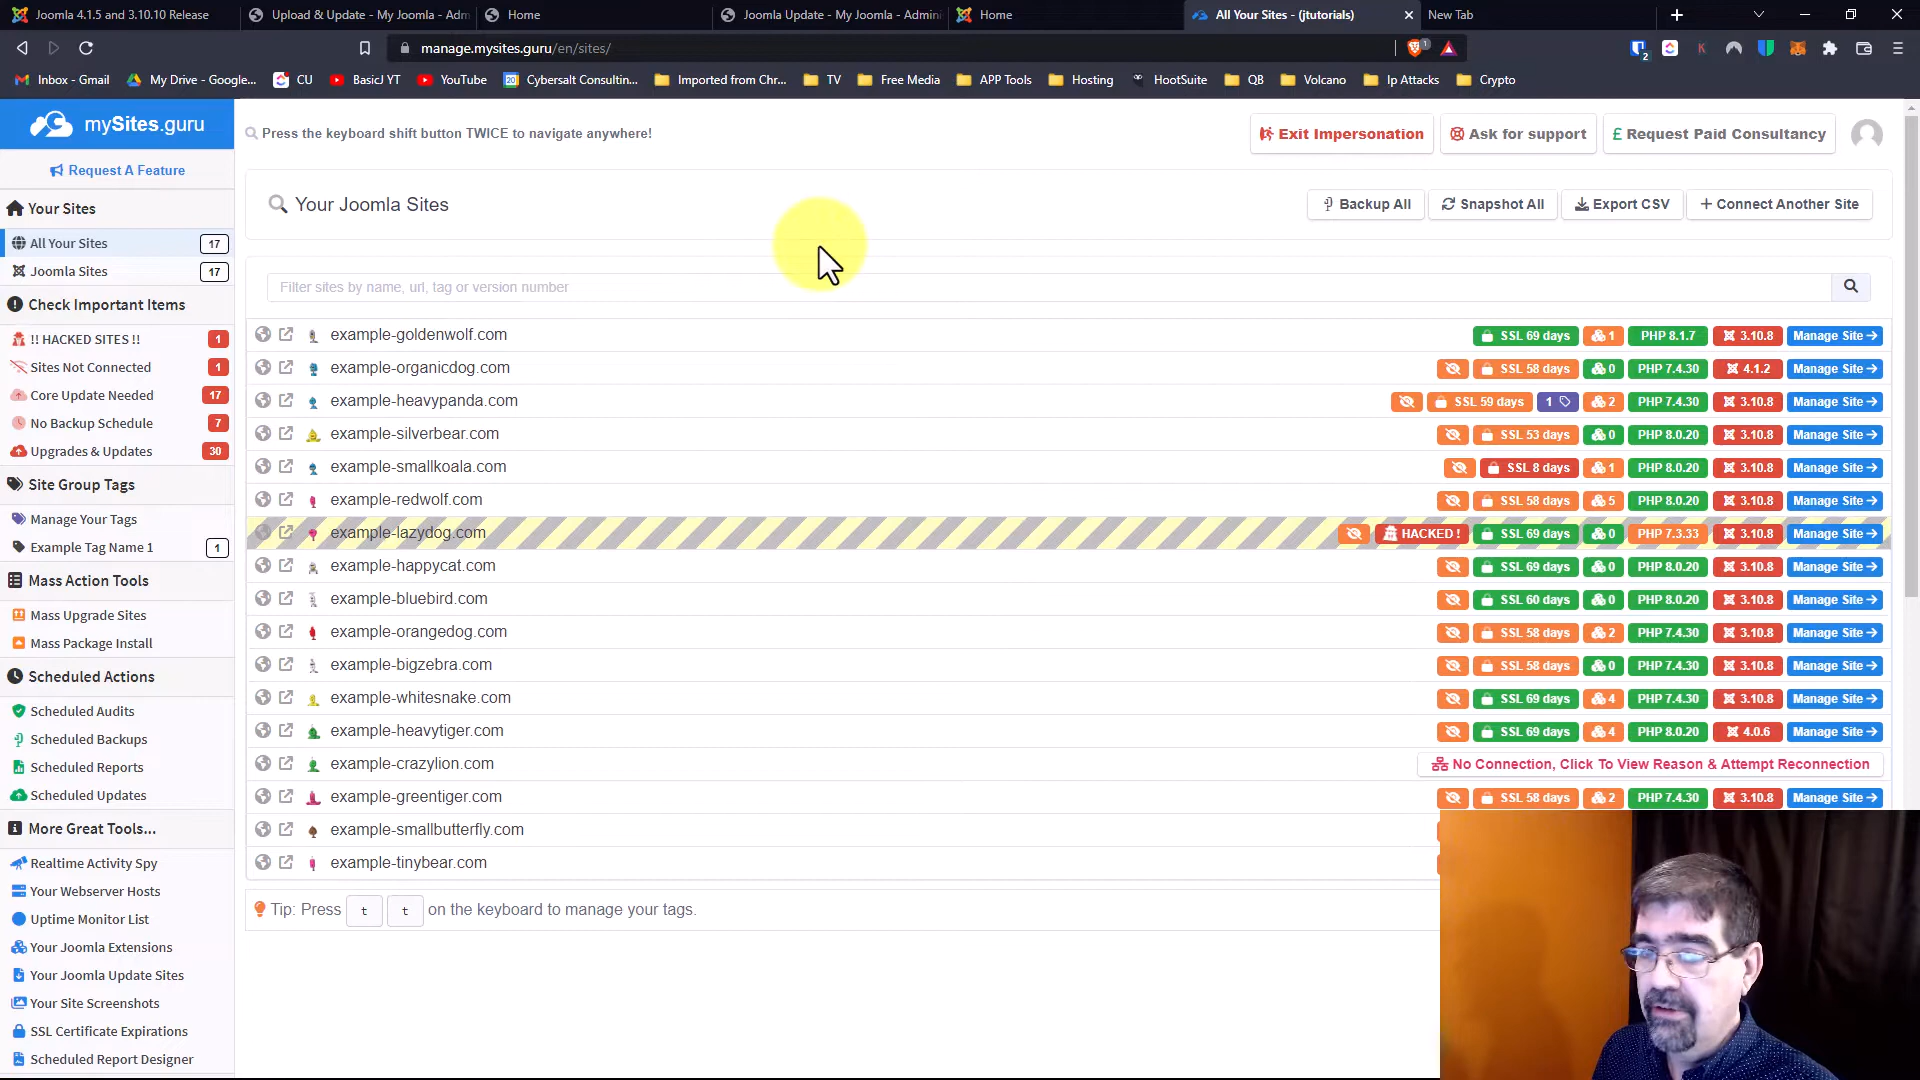 Joomla 4.1.5 and 3.10.10 Release
Upload & Update - My Joomla - Adm
Home
Joomla Update - My Joomla - Admini
Home
All Your Sites - (jtutorials)
New Tab
manage.mysites.guru/en/sites/
1
2
Inbox - Gmail
My Drive - Google...
CU
BasicJ YT
YouTube
20
Cybersalt Consultin...
Imported from Chr...
TV
Free Media
APP Tools
Hosting
HootSuite
QB
Volcano
Ip Attacks
Crypto
mySites.guru
Press the keyboard shift button TWICE to navigate anywhere!
Exit Impersonation
Ask for support
£ Request Paid Consultancy
Request A Feature
Your Sites
All Your Sites 17
Joomla Sites 17
Check Important Items
!! HACKED SITES !! 1
Sites Not Connected 1
Core Update Needed 17
No Backup Schedule 7
Upgrades & Updates 30
Site Group Tags
Manage Your Tags
Example Tag Name 1 1
Mass Action Tools
Mass Upgrade Sites
Mass Package Install
Scheduled Actions
Scheduled Audits
Scheduled Backups
Scheduled Reports
Scheduled Updates
More Great Tools...
Realtime Activity Spy
Your Webserver Hosts
Uptime Monitor List
Your Joomla Extensions
Your Joomla Update Sites
Your Site Screenshots
SSL Certificate Expirations
Scheduled Report Designer
Your Joomla Sites
Backup All
Snapshot All
Export CSV
+ Connect Another Site
Filter sites by name, url, tag or version number
example-goldenwolf.com SSL 69 days 1 PHP 8.1.7 3.10.8 Manage Site →
example-organicdog.com SSL 58 days 0 PHP 7.4.30 4.1.2 Manage Site →
example-heavypanda.com SSL 59 days 1 2 PHP 7.4.30 3.10.8 Manage Site →
example-silverbear.com SSL 53 days 0 PHP 8.0.20 3.10.8 Manage Site →
example-smallkoala.com SSL 8 days 1 PHP 8.0.20 3.10.8 Manage Site →
example-redwolf.com SSL 58 days 5 PHP 8.0.20 3.10.8 Manage Site →
example-lazydog.com HACKED ! SSL 69 days 0 PHP 7.3.33 3.10.8 Manage Site →
example-happycat.com SSL 69 days 0 PHP 8.0.20 3.10.8 Manage Site →
example-bluebird.com SSL 60 days 0 PHP 8.0.20 3.10.8 Manage Site →
example-orangedog.com SSL 58 days 2 PHP 7.4.30 3.10.8 Manage Site →
example-bigzebra.com SSL 58 days 0 PHP 7.4.30 3.10.8 Manage Site →
example-whitesnake.com SSL 69 days 4 PHP 7.4.30 3.10.8 Manage Site →
example-heavytiger.com SSL 69 days 4 PHP 8.0.20 4.0.6 Manage Site →
example-crazylion.com No Connection, Click To View Reason & Attempt Reconnection
example-greentiger.com SSL 58 days 2 PHP 7.4.30 3.10.8 Manage Site →
example-smallbutterfly.com
example-tinybear.com
Tip: Press t t on the keyboard to manage your tags.